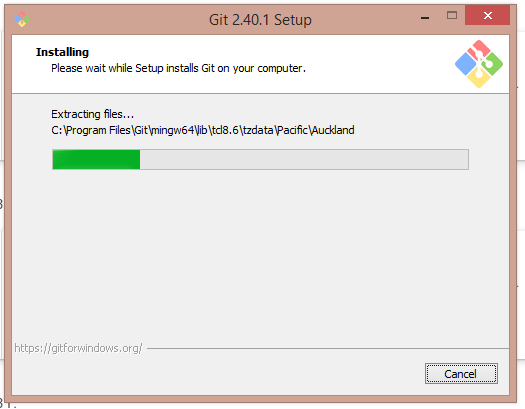 Git 2.40.1 Setup
Installing
Please wait while Setup installs Git on your computer.
Extracting files...
C:\Program Files\Git\mingw64\lib\tcl8.6\tzdata\Pacific\Auckland
https://gitforwindows.org/
Cancel